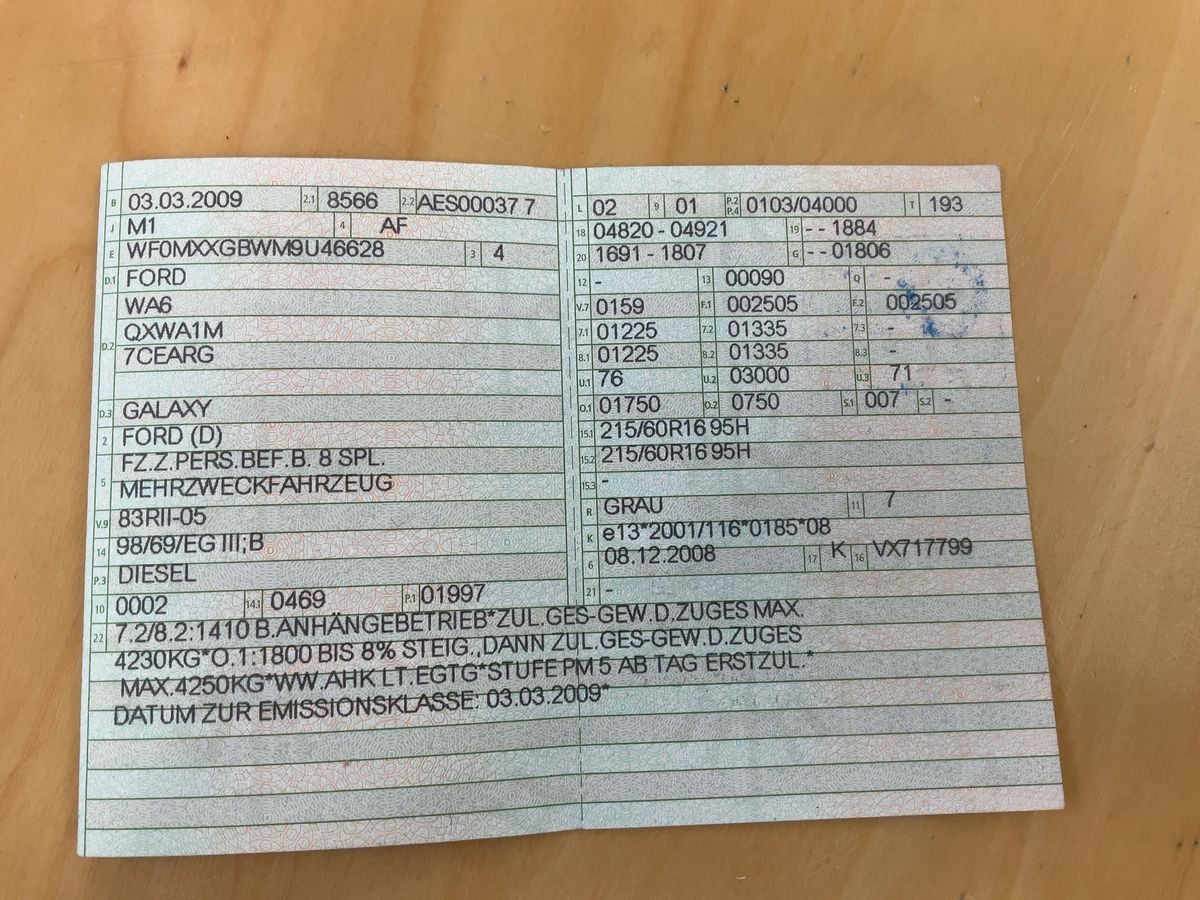 B 03.03.2009 2.1 8566 2.2 AES00037 7
J M1 4 AF
E WF0MXXGBWM9U46628 3 4
D.1 FORD
D.2 WA6
QXWA1M
7CEARG
D.3 GALAXY
2 FORD (D)
5 FZ.Z.PERS.BEF.B. 8 SPL.
MEHRZWECKFAHRZEUG
V.9 83RII-05
14 98/69/EG III;B
P.3 DIESEL
10 0002 14.1 0469 P.1 01997
L 02 9 01 P.2 P.4 0103/04000 T 193
18 04820 - 04921 19 - - 1884
20 1691 - 1807 G - - 01806
12 - 13 00090 Q -
V.7 0159 F.1 002505 F.2 002505
7.1 01225 7.2 01335 7.3 -
8.1 01225 8.2 01335 8.3 -
U.1 76 U.2 03000 U.3 71
O.1 01750 O.2 0750 S.1 007 S.2 -
15.1 215/60R16 95H
15.2 215/60R16 95H
15.3 -
R GRAU 11 7
K e13*2001/116*0185*08
6 08.12.2008 17 K 16 VX717799
21 -
22 7.2/8.2:1410 B.ANHÄNGEBETRIEB*ZUL.GES-GEW.D.ZUGES MAX.
4230KG*O.1:1800 BIS 8% STEIG.,DANN ZUL.GES-GEW.D.ZUGES
MAX.4250KG*WW.AHK LT.EGTG*STUFE PM 5 AB TAG ERSTZUL.*
DATUM ZUR EMISSIONSKLASSE: 03.03.2009*